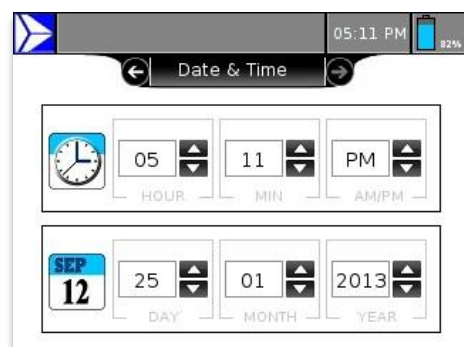 05:11 PM 82%
Date & Time
05 11 PM
HOUR MIN AM/PM
SEP
12
25 01 2013
DAY MONTH YEAR